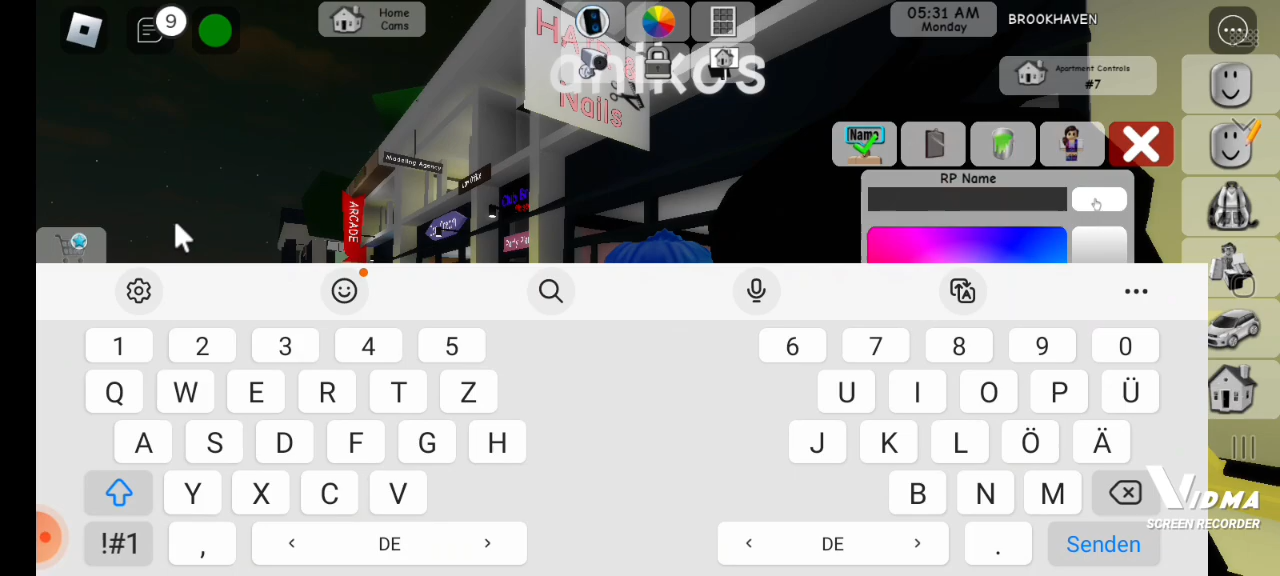 9
Home
Cams
05:31 AM
Monday
BROOKHAVEN
Nails
anikos
Apartment Controls
#7
Modeling Agency
ARCADE
Name
RP Name
1 2 3 4 5 6 7 8 9 0
Q W E R T Z U I O P Ü
A S D F G H J K L Ö Ä
Y X C V B N M
!#1 , < DE > < DE > . Senden
VIDMA
SCREEN RECORDER